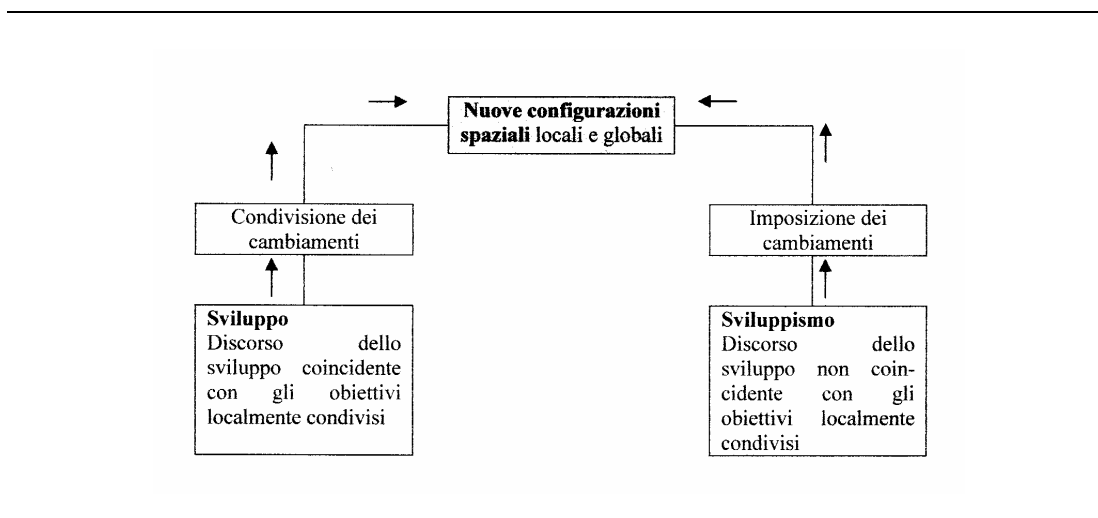 Nuove configurazioni
spaziali locali e globali
Condivisione dei
cambiamenti
Imposizione dei
cambiamenti
Sviluppo
Discorso dello
sviluppo coincidente
con gli obiettivi
localmente condivisi
Sviluppismo
Discorso dello
sviluppo non coin-
cidente con gli
obiettivi localmente
condivisi